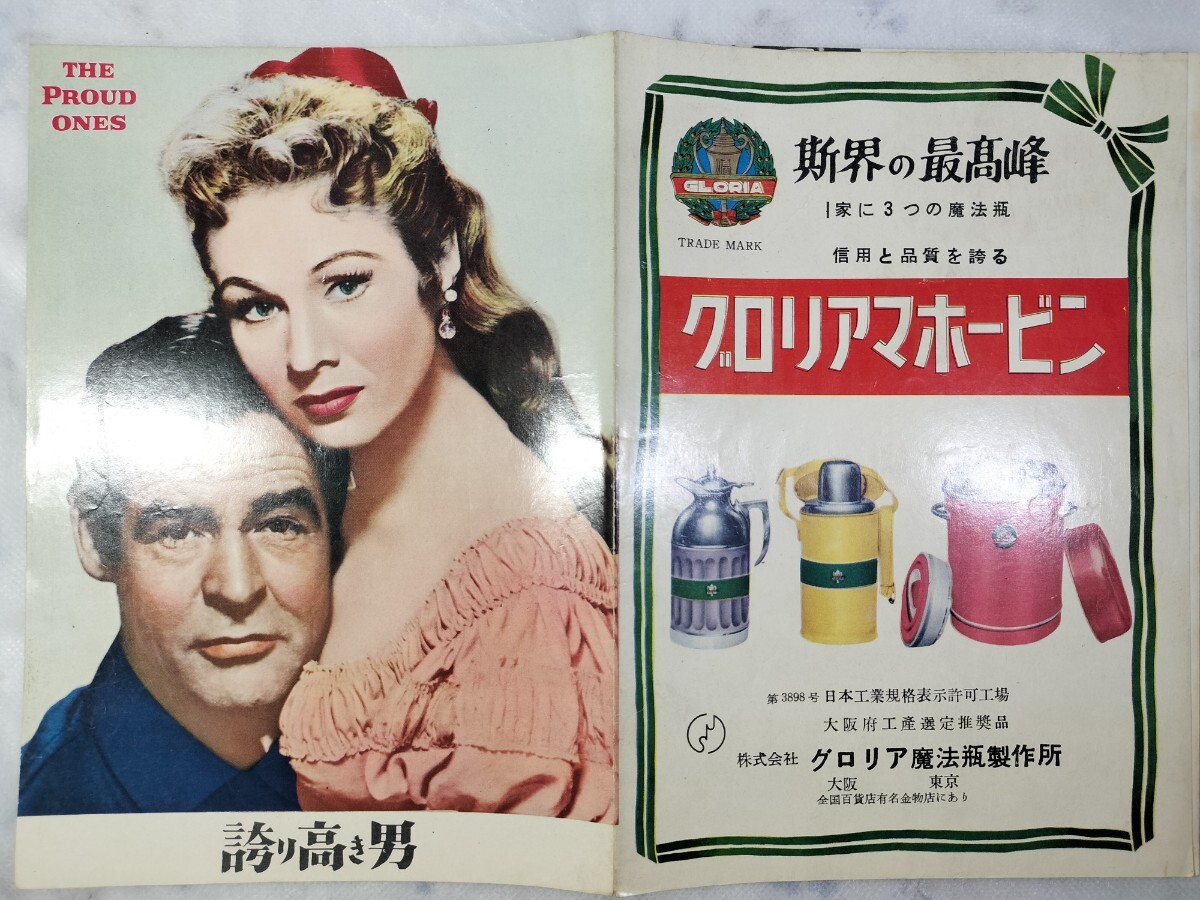 THE
PROUD
ONES
誇り高き男
GLORIA
TRADE MARK
斯界の最高峰
1家に3つの魔法瓶
信用と品質を誇る
グロリアマホービン
第3898号 日本工業規格表示許可工場
大阪府工産選定推奨品
株式会社 グロリア魔法瓶製作所
大阪 東京
全国百貨店有名金物店にあり